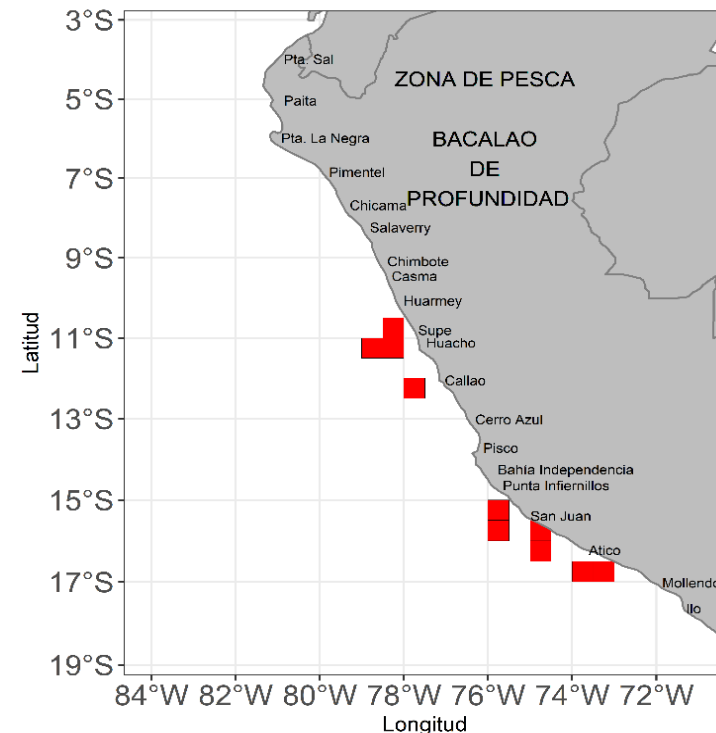 3°S
Pta. Sal
ZONA DE PESCA
5°S
Paita
Pta. La Negra
BACALAO
DE
PROFUNDIDAD
Pimentel
7°S
Chicama
Salaverry
9°S
Chimbote
Casma
Huarmey
Supe
11°S
Huacho
Latitud
Callao
13°S
Cerro Azul
Pisco
Bahía Independencia
Punta Infiernillos
15°S
San Juan
Atico
17°S
Mollendo
Ilo
19°S
84°W 82°W 80°W 78°W 76°W 74°W 72°W
Longitud